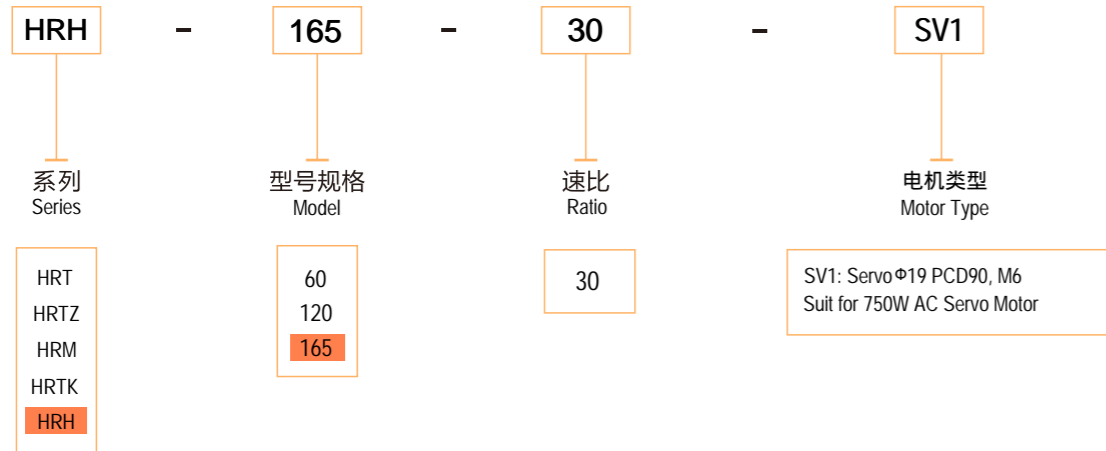 HRH - 165 - 30 - SV1
系列 型号规格 速比 电机类型
Series Model Ratio Motor Type
HRT
HRTZ
HRM
HRTK
HRH
60
120
165
30
SV1: ServoΦ19 PCD90, M6
Suit for 750W AC Servo Motor